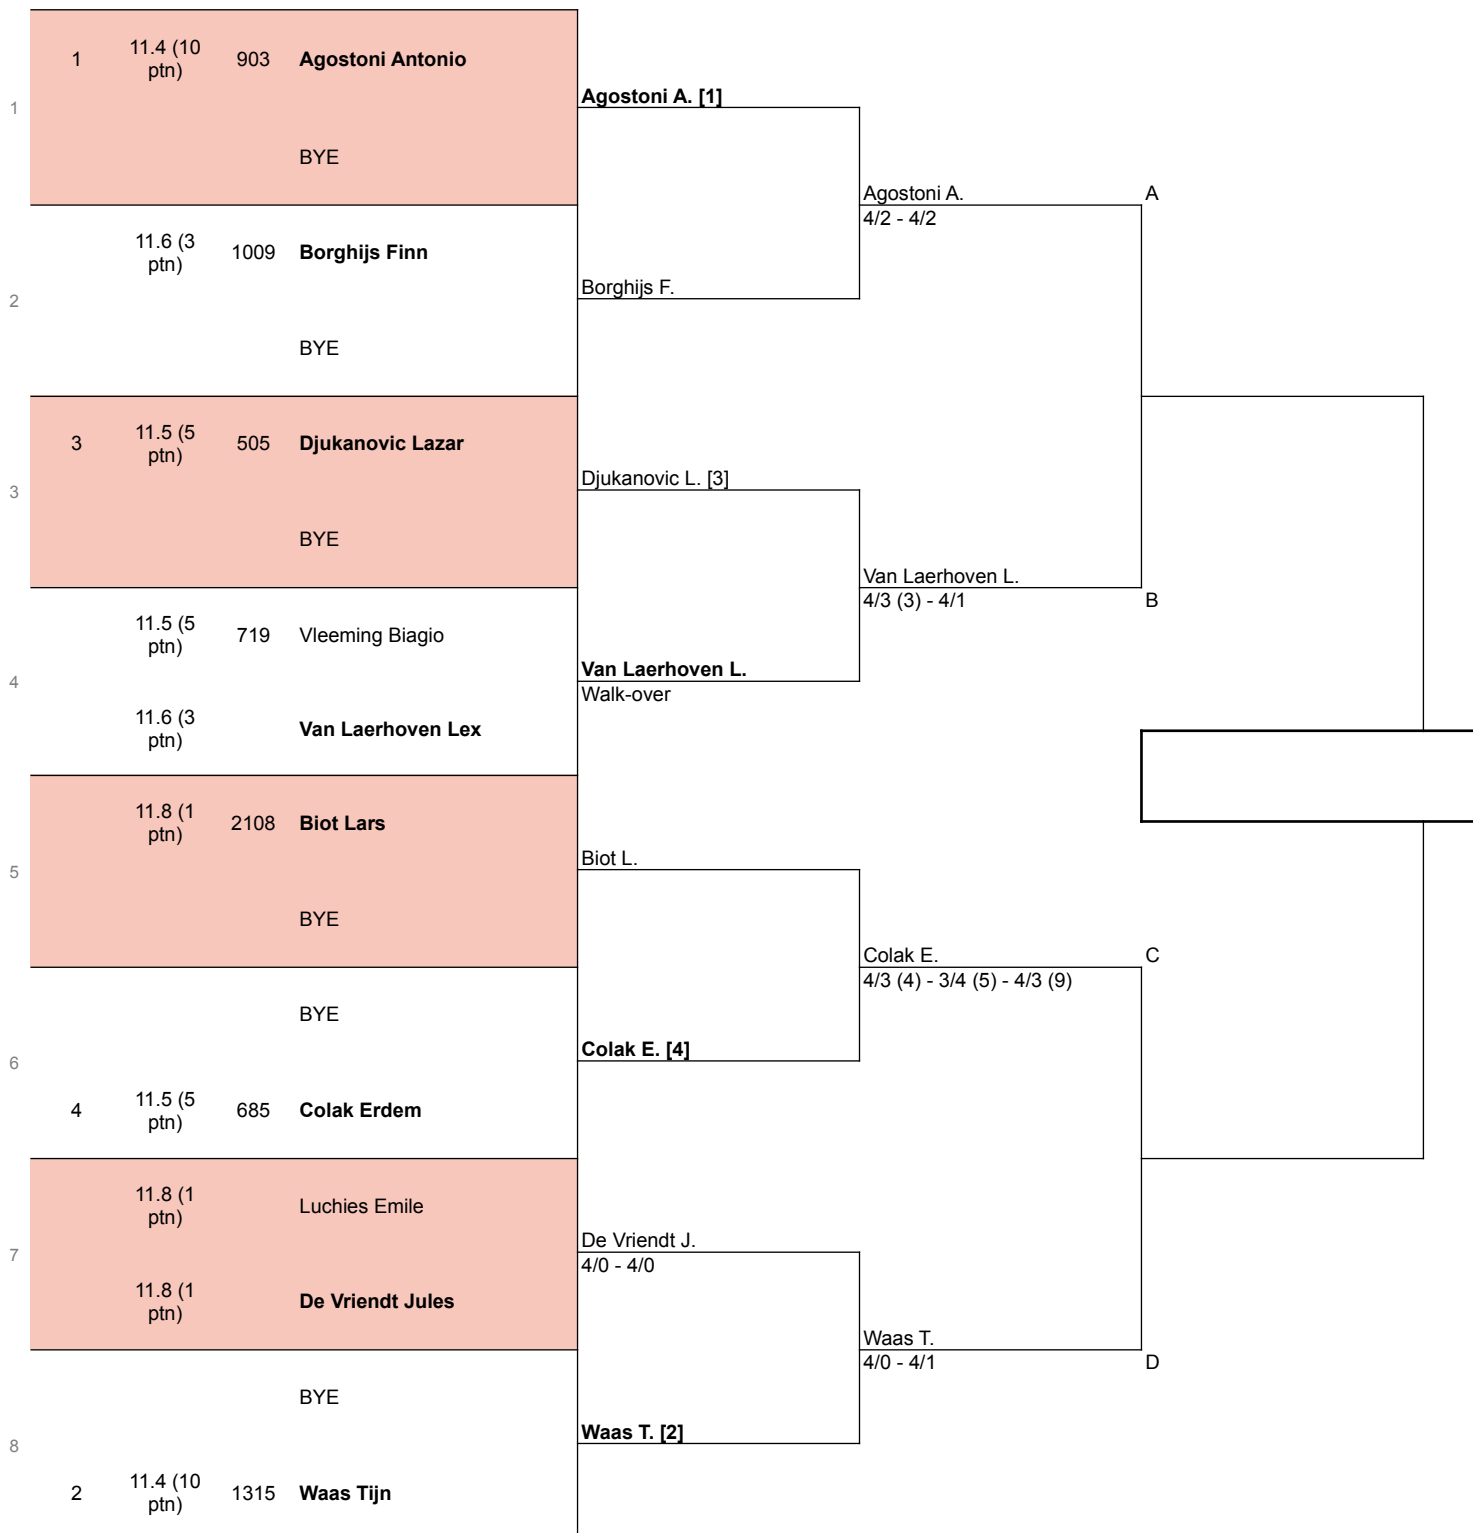 1 11.4 (10 ptn) 903 Agostoni Antonio
Agostoni A. [1]
1
BYE
Agostoni A. A
4/2 - 4/2
11.6 (3 ptn) 1009 Borghijs Finn
Borghijs F.
2
BYE
3 11.5 (5 ptn) 505 Djukanovic Lazar
Djukanovic L. [3]
3
BYE
Van Laerhoven L.
4/3 (3) - 4/1 B
11.5 (5 ptn) 719 Vleeming Biagio
Van Laerhoven L.
4
Walk-over
11.6 (3 ptn) Van Laerhoven Lex
11.8 (1 ptn) 2108 Biot Lars
Biot L.
5
BYE
Colak E. C
4/3 (4) - 3/4 (5) - 4/3 (9)
BYE
Colak E. [4]
6
4 11.5 (5 ptn) 685 Colak Erdem
11.8 (1 ptn) Luchies Emile
De Vriendt J.
7
4/0 - 4/0
11.8 (1 ptn) De Vriendt Jules
Waas T.
4/0 - 4/1 D
BYE
Waas T. [2]
8
2 11.4 (10 ptn) 1315 Waas Tijn